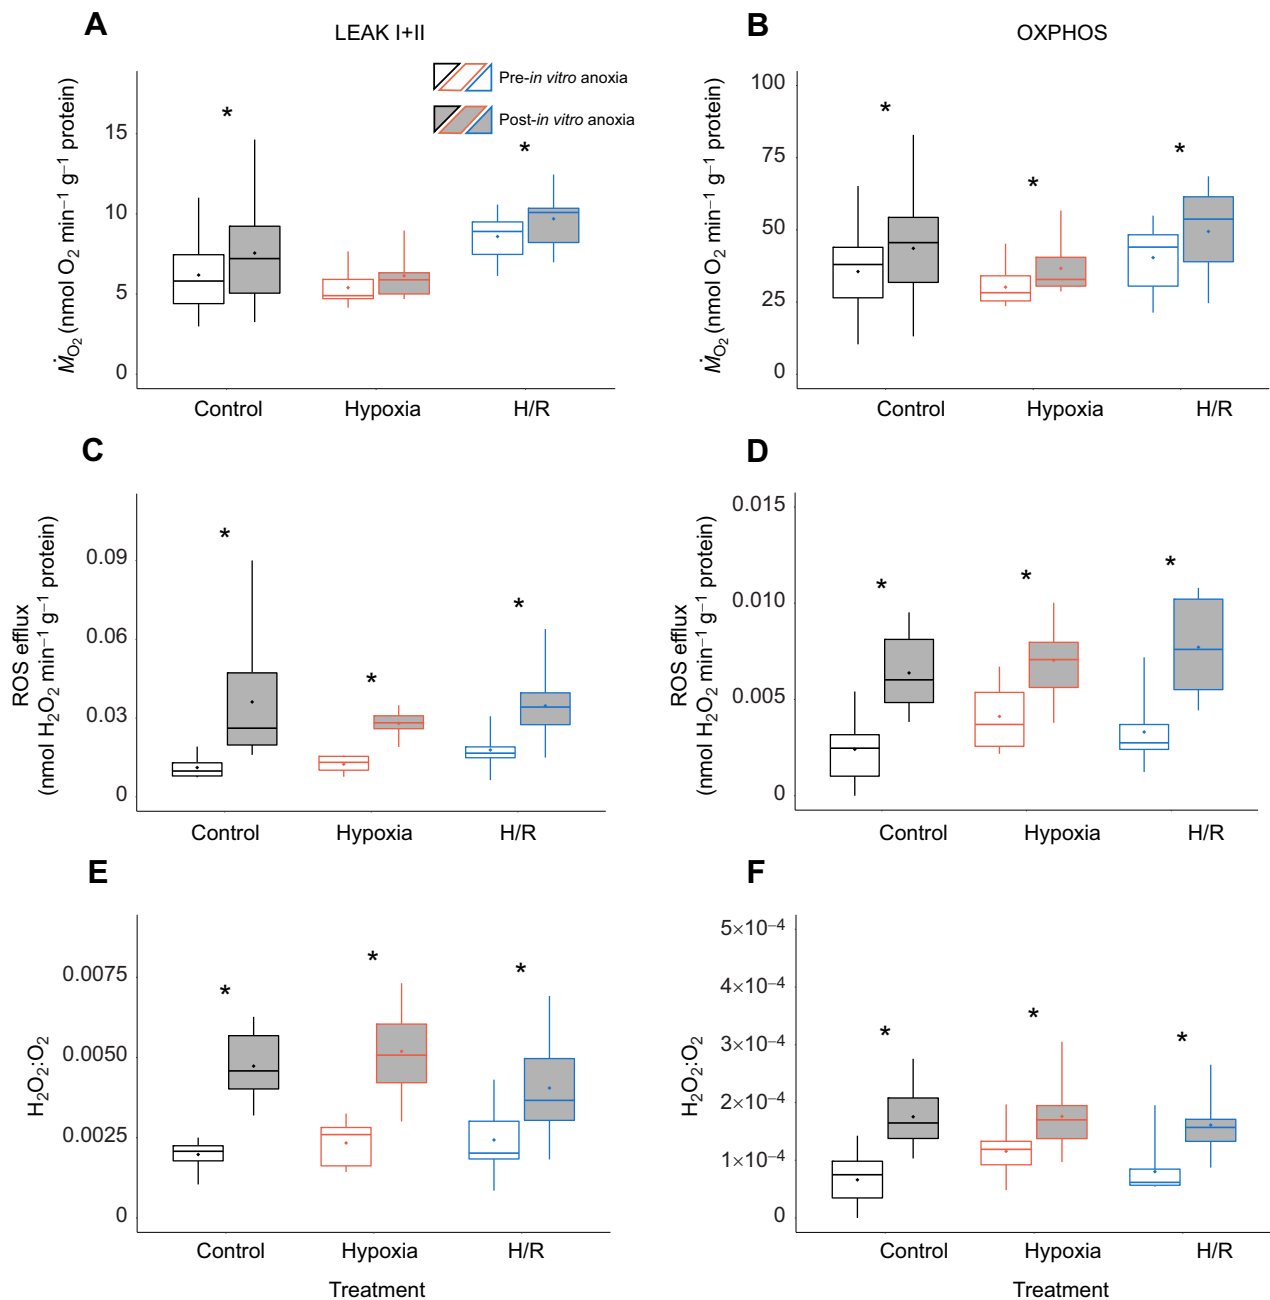 A
LEAK I+II
B
OXPHOS
Pre-in vitro anoxia
Post-in vitro anoxia
ṀO₂ (nmol O₂ min⁻¹ g⁻¹ protein)
15
10
5
0
*
*
Control
Hypoxia
H/R
ṀO₂ (nmol O₂ min⁻¹ g⁻¹ protein)
100
75
50
25
0
*
*
*
Control
Hypoxia
H/R
C
D
ROS efflux
(nmol H₂O₂ min⁻¹ g⁻¹ protein)
0.09
0.06
0.03
0
*
*
*
Control
Hypoxia
H/R
ROS efflux
(nmol H₂O₂ min⁻¹ g⁻¹ protein)
0.015
0.010
0.005
0
*
*
*
Control
Hypoxia
H/R
E
F
H₂O₂:O₂
0.0075
0.0050
0.0025
0
*
*
*
Control
Hypoxia
H/R
Treatment
H₂O₂:O₂
5×10⁻⁴
4×10⁻⁴
3×10⁻⁴
2×10⁻⁴
1×10⁻⁴
0
*
*
*
Control
Hypoxia
H/R
Treatment